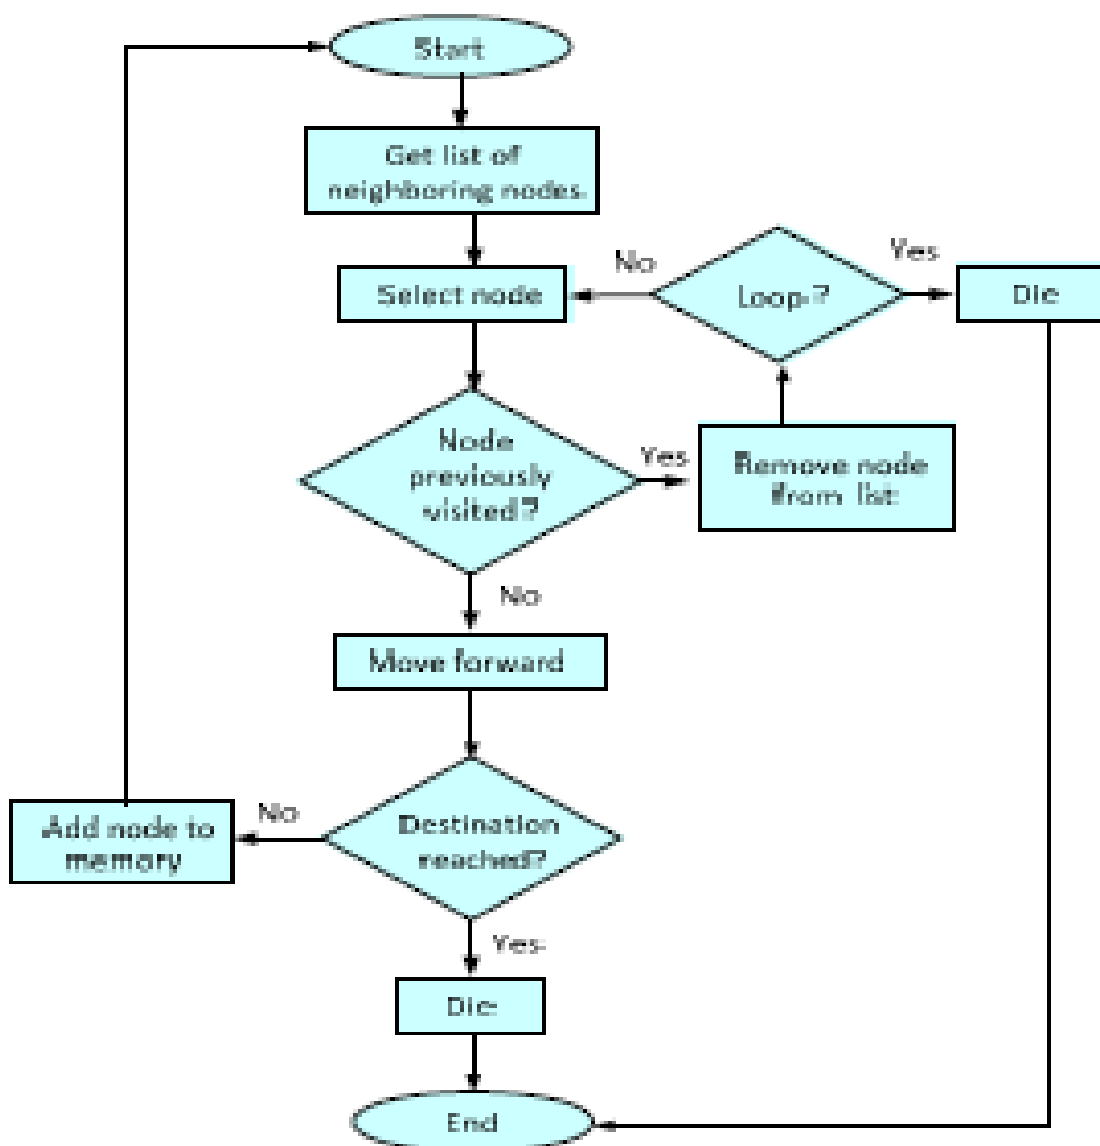 Start
Get list of
neighboring nodes
No
Yes
Select node
Loop?
Die
Node
previously
visited?
Yes
Remove node
from list
No
Move forward
No
Add node to
memory
Destination
reached?
Yes
Die
End